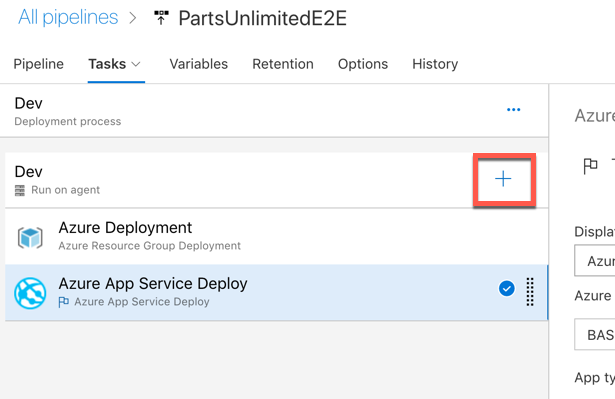 All pipelines > PartsUnlimitedE2E
Pipeline Tasks Variables Retention Options History
Dev
Deployment process
...
Azure
Dev
Run on agent
+
Azure Deployment
Azure Resource Group Deployment
Displa
Azur
Azure App Service Deploy
Azure App Service Deploy
Azure
BAS
App ty